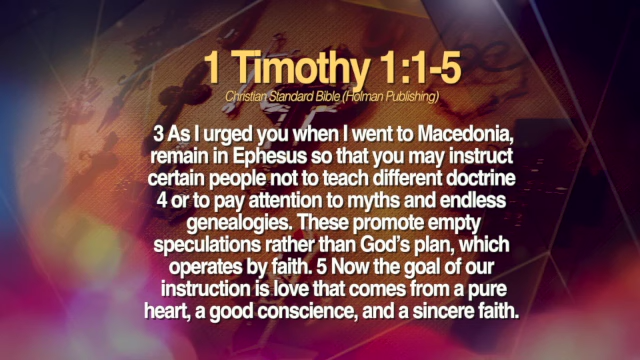 1 Timothy 1:1-5
Christian Standard Bible (Holman Publishing)
3 As I urged you when I went to Macedonia,
remain in Ephesus so that you may instruct
certain people not to teach different doctrine
4 or to pay attention to myths and endless
genealogies. These promote empty
speculations rather than God's plan, which
operates by faith. 5 Now the goal of our
instruction is love that comes from a pure
heart, a good conscience, and a sincere faith.